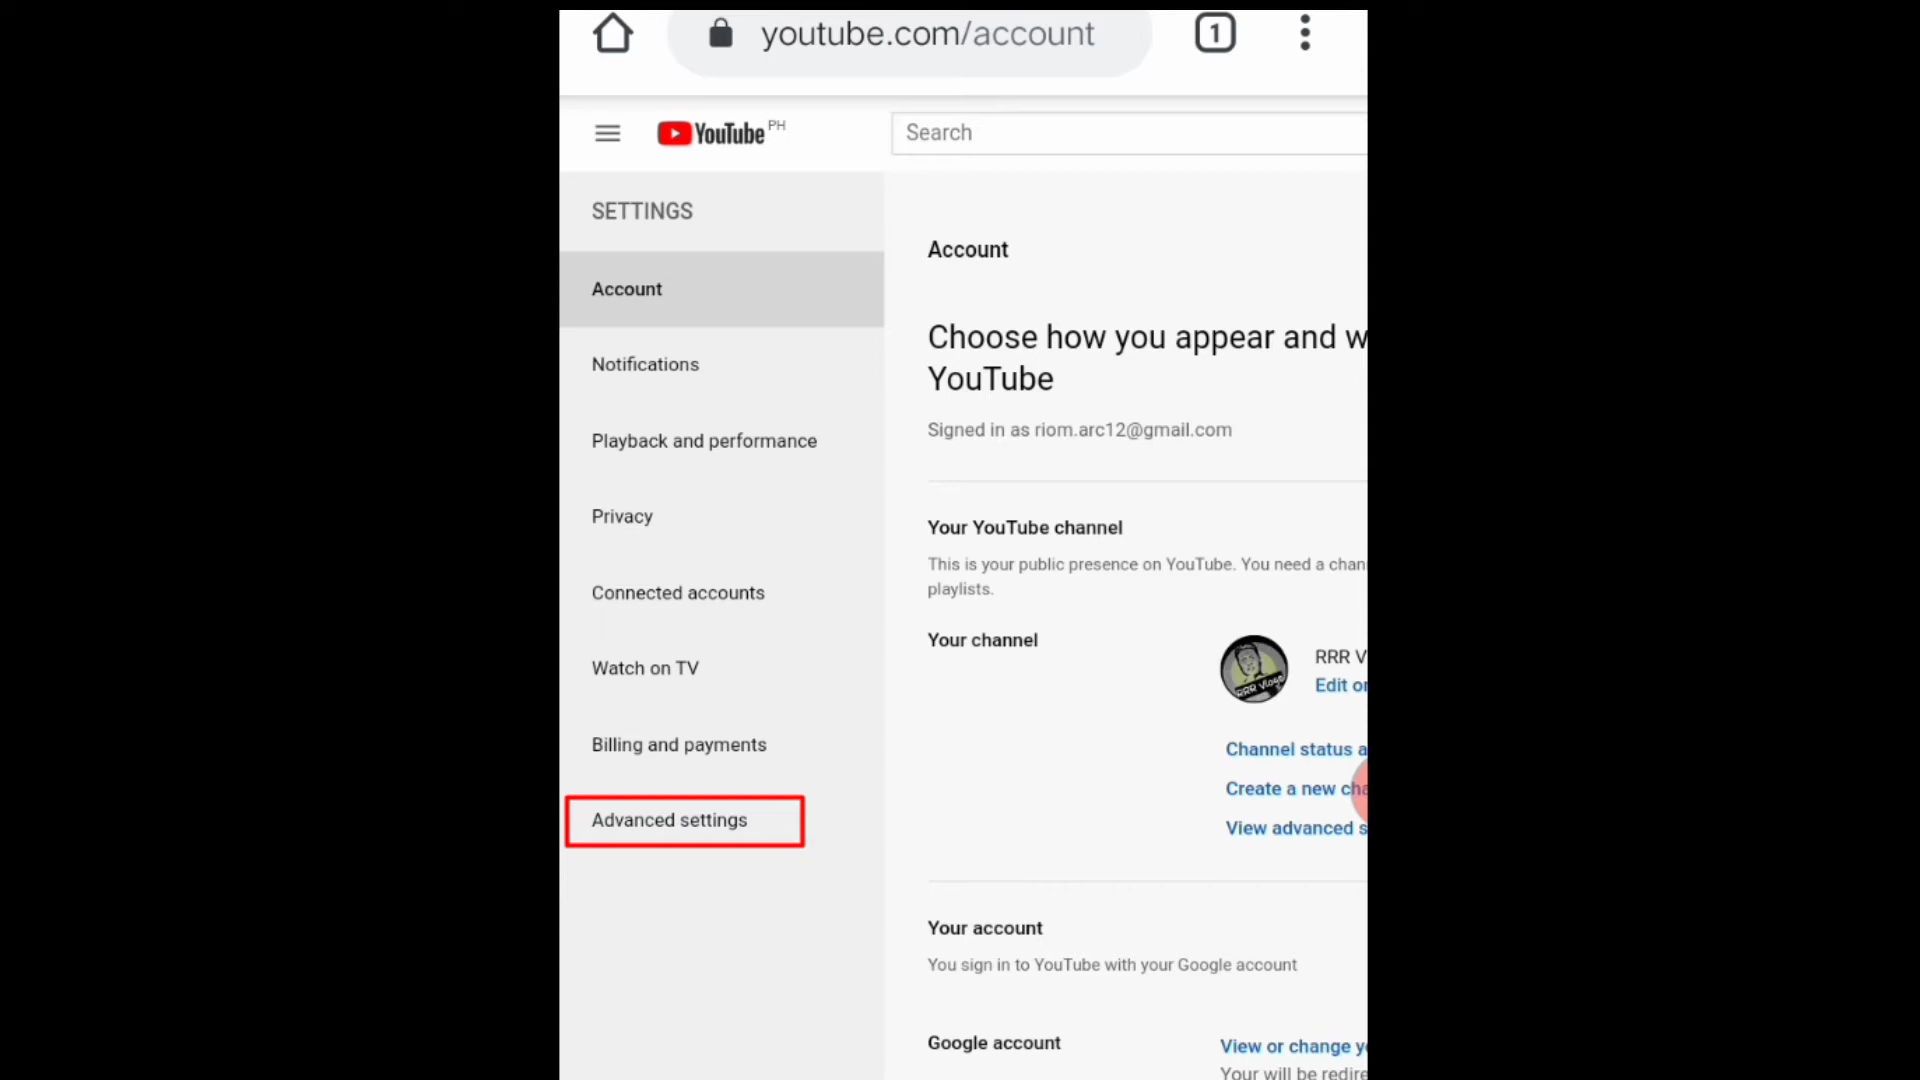 youtube.com/account
1
YouTube PH
Search
SETTINGS
Account
Notifications
Playback and performance
Privacy
Connected accounts
Watch on TV
Billing and payments
Advanced settings
Account
Choose how you appear and w
YouTube
Signed in as riom.arc12@gmail.com
Your YouTube channel
This is your public presence on YouTube. You need a chan
playlists.
Your channel
RRR Vlogs
RRR V
Edit o
Channel status a
Create a new cha
View advanced s
Your account
You sign in to YouTube with your Google account
Google account
View or change y
Your will be redire